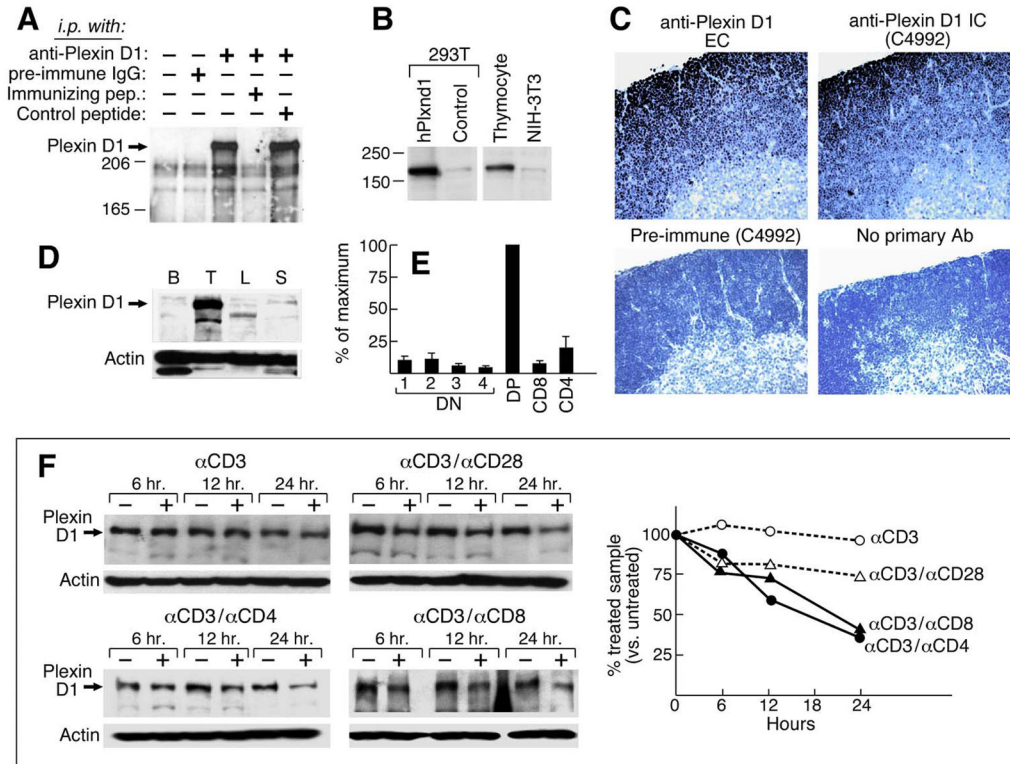 A
i.p. with:
anti-Plexin D1: – – + + +
pre-immune IgG: – + – – –
Immunizing pep.: – – – + –
Control peptide: – – – – +
Plexin D1
206
165
B
293T
hPlxnd1
Control
Thymocyte
NIH-3T3
250
150
C
anti-Plexin D1
EC
anti-Plexin D1 IC
(C4992)
Pre-immune (C4992)
No primary Ab
D
B T L S
Plexin D1
Actin
E
% of maximum
100
75
50
25
1 2 3 4
DN
DP
CD8
CD4
F
αCD3
6 hr. 12 hr. 24 hr.
– + – + – +
Plexin
D1
Actin
αCD3/αCD28
6 hr. 12 hr. 24 hr.
– + – + – +
αCD3/αCD4
6 hr. 12 hr. 24 hr.
– + – + – +
Plexin
D1
Actin
αCD3/αCD8
6 hr. 12 hr. 24 hr.
– + – + – +
% treated sample
(vs. untreated)
100
75
50
25
0 6 12 18 24
Hours
αCD3
αCD3/αCD28
αCD3/αCD8
αCD3/αCD4